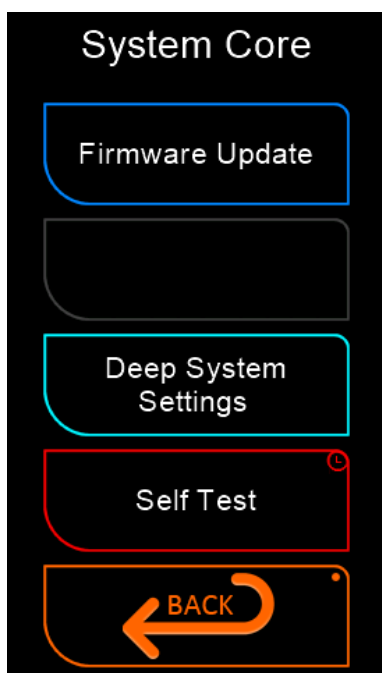 System Core
Firmware Update
Deep System
Settings
Self Test
BACK